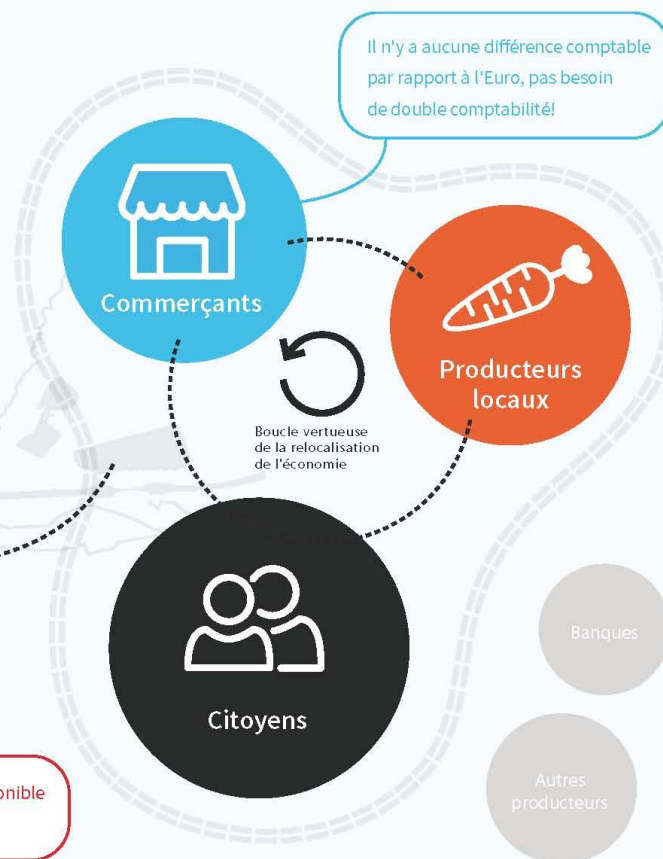 Il n'y a aucune différence comptable
par rapport à l'Euro, pas besoin
de double comptabilité!
Commerçants
Producteurs
locaux
Boucle vertueuse
de la relocalisation
de l'économie
Citoyens
Banques
Autres
producteurs